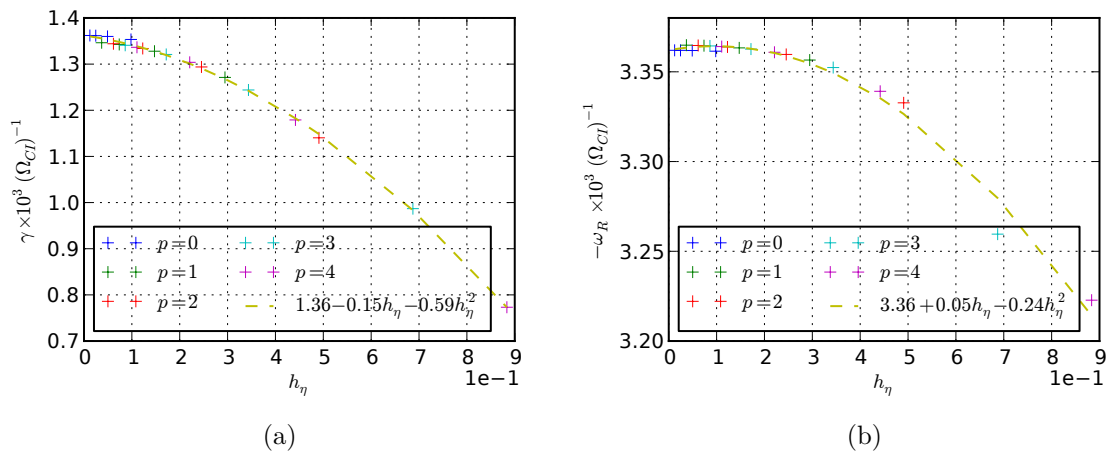 1.4
1.3
1.2
1.1
1.0
0.9
0.8
0.7
γ ×10³ (Ω_CI)⁻¹
p=0
p=1
p=2
p=3
p=4
1.36−0.15h_η−0.59h_η²
0 1 2 3 4 5 6 7 8 9
1e−1
h_η
(a)
3.35
3.30
3.25
3.20
−ω_R ×10³ (Ω_CI)⁻¹
p=0
p=1
p=2
p=3
p=4
3.36+0.05h_η−0.24h_η²
0 1 2 3 4 5 6 7 8 9
1e−1
h_η
(b)